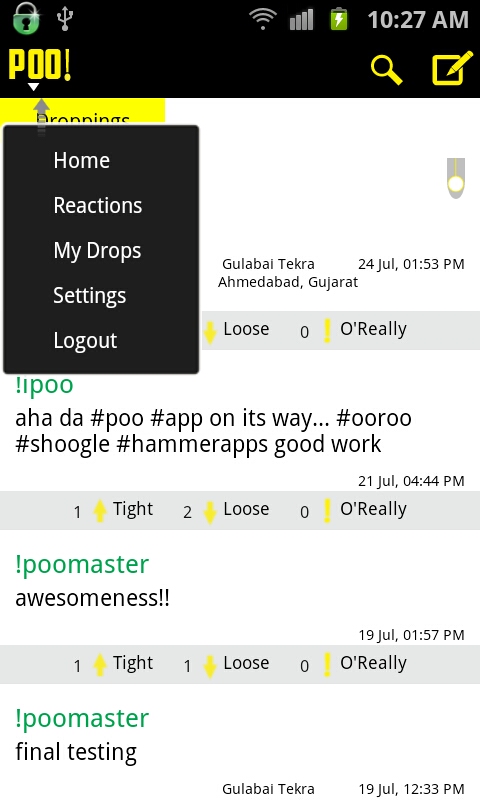 10:27 AM
POO!
Droppings
Home
Reactions
My Drops
Settings
Logout
Gulabai Tekra 24 Jul, 01:53 PM
Ahmedabad, Gujarat
Loose 0 O'Really
!ipoo
aha da #poo #app on its way... #ooroo
#shoogle #hammerapps good work
21 Jul, 04:44 PM
1 Tight 2 Loose 0 O'Really
!poomaster
awesomeness!!
19 Jul, 01:57 PM
1 Tight 1 Loose 0 O'Really
!poomaster
final testing
Gulabai Tekra 19 Jul, 12:33 PM